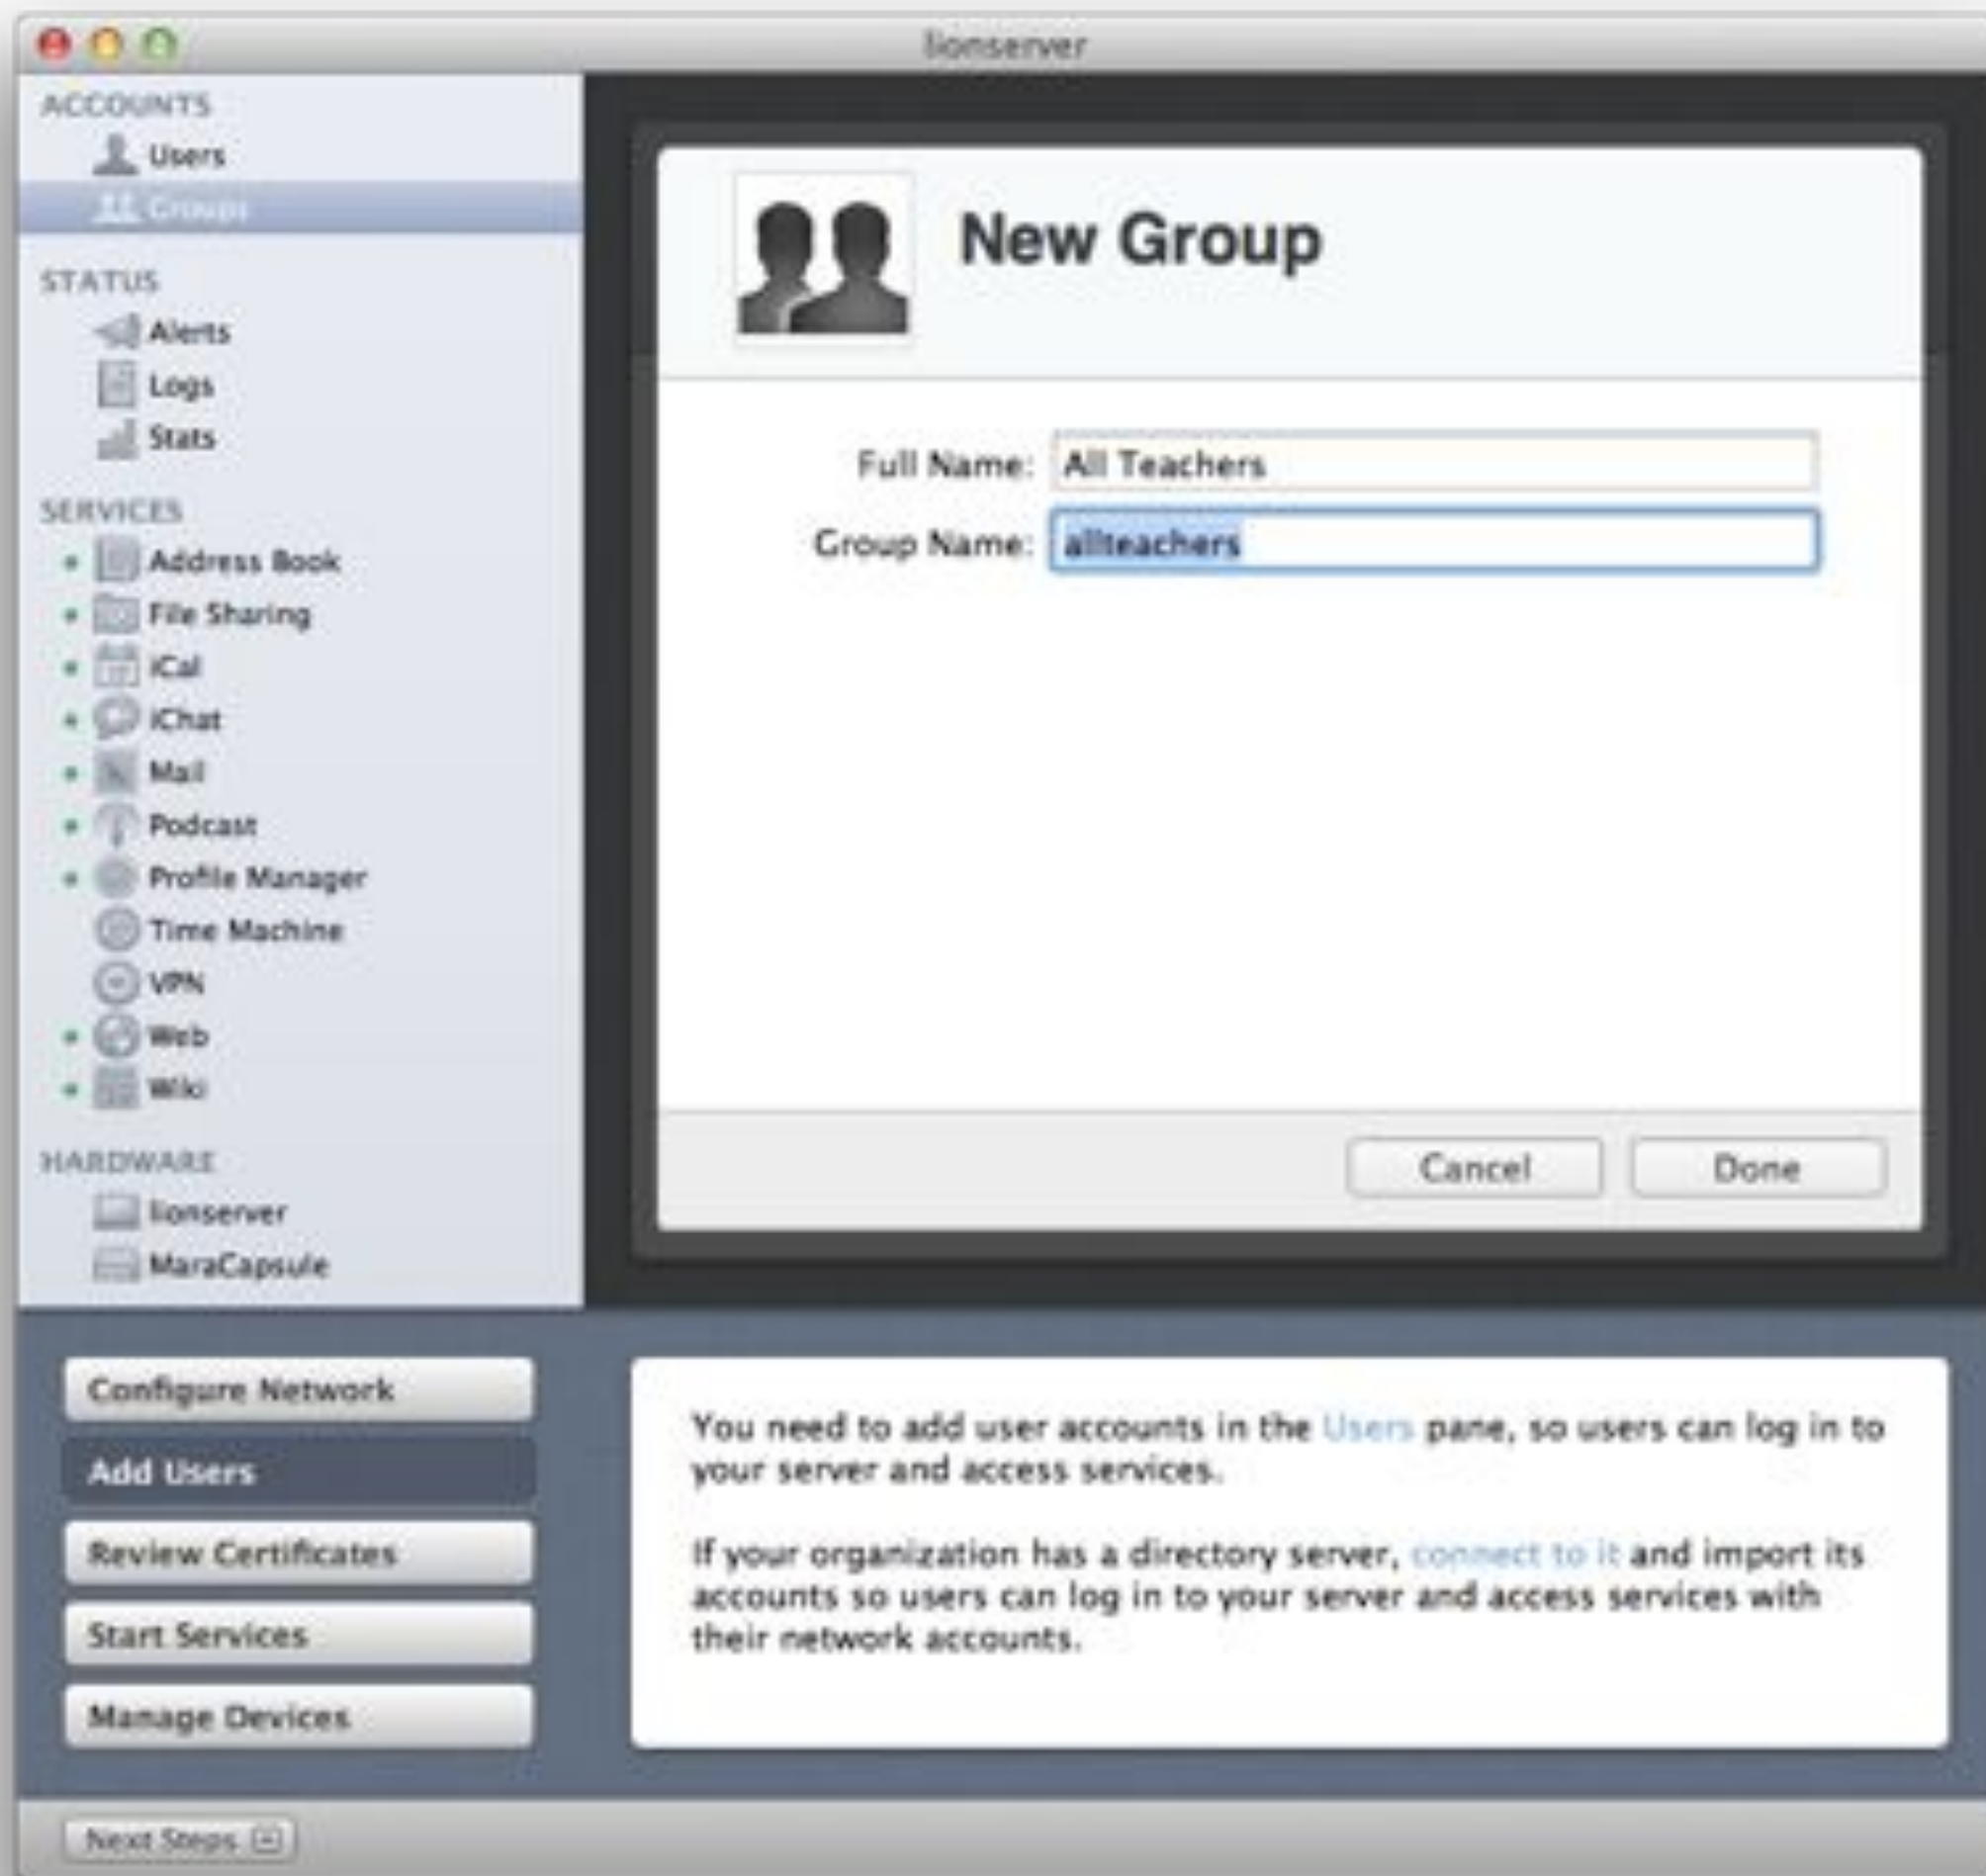 lionserver
ACCOUNTS
Users
Groups
STATUS
Alerts
Logs
Stats
SERVICES
Address Book
File Sharing
iCal
iChat
Mail
Podcast
Profile Manager
Time Machine
VPN
Web
Wiki
HARDWARE
lionserver
MaraCapsule
New Group
Full Name: All Teachers
Group Name: allteachers
Cancel Done
Configure Network
Add Users
Review Certificates
Start Services
Manage Devices
You need to add user accounts in the Users pane, so users can log in to
your server and access services.
If your organization has a directory server, connect to it and import its
accounts so users can log in to your server and access services with
their network accounts.
Next Steps